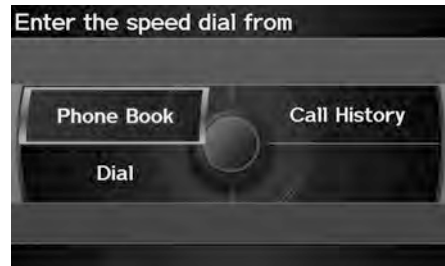 Enter the speed dial from
Phone Book
Call History
Dial